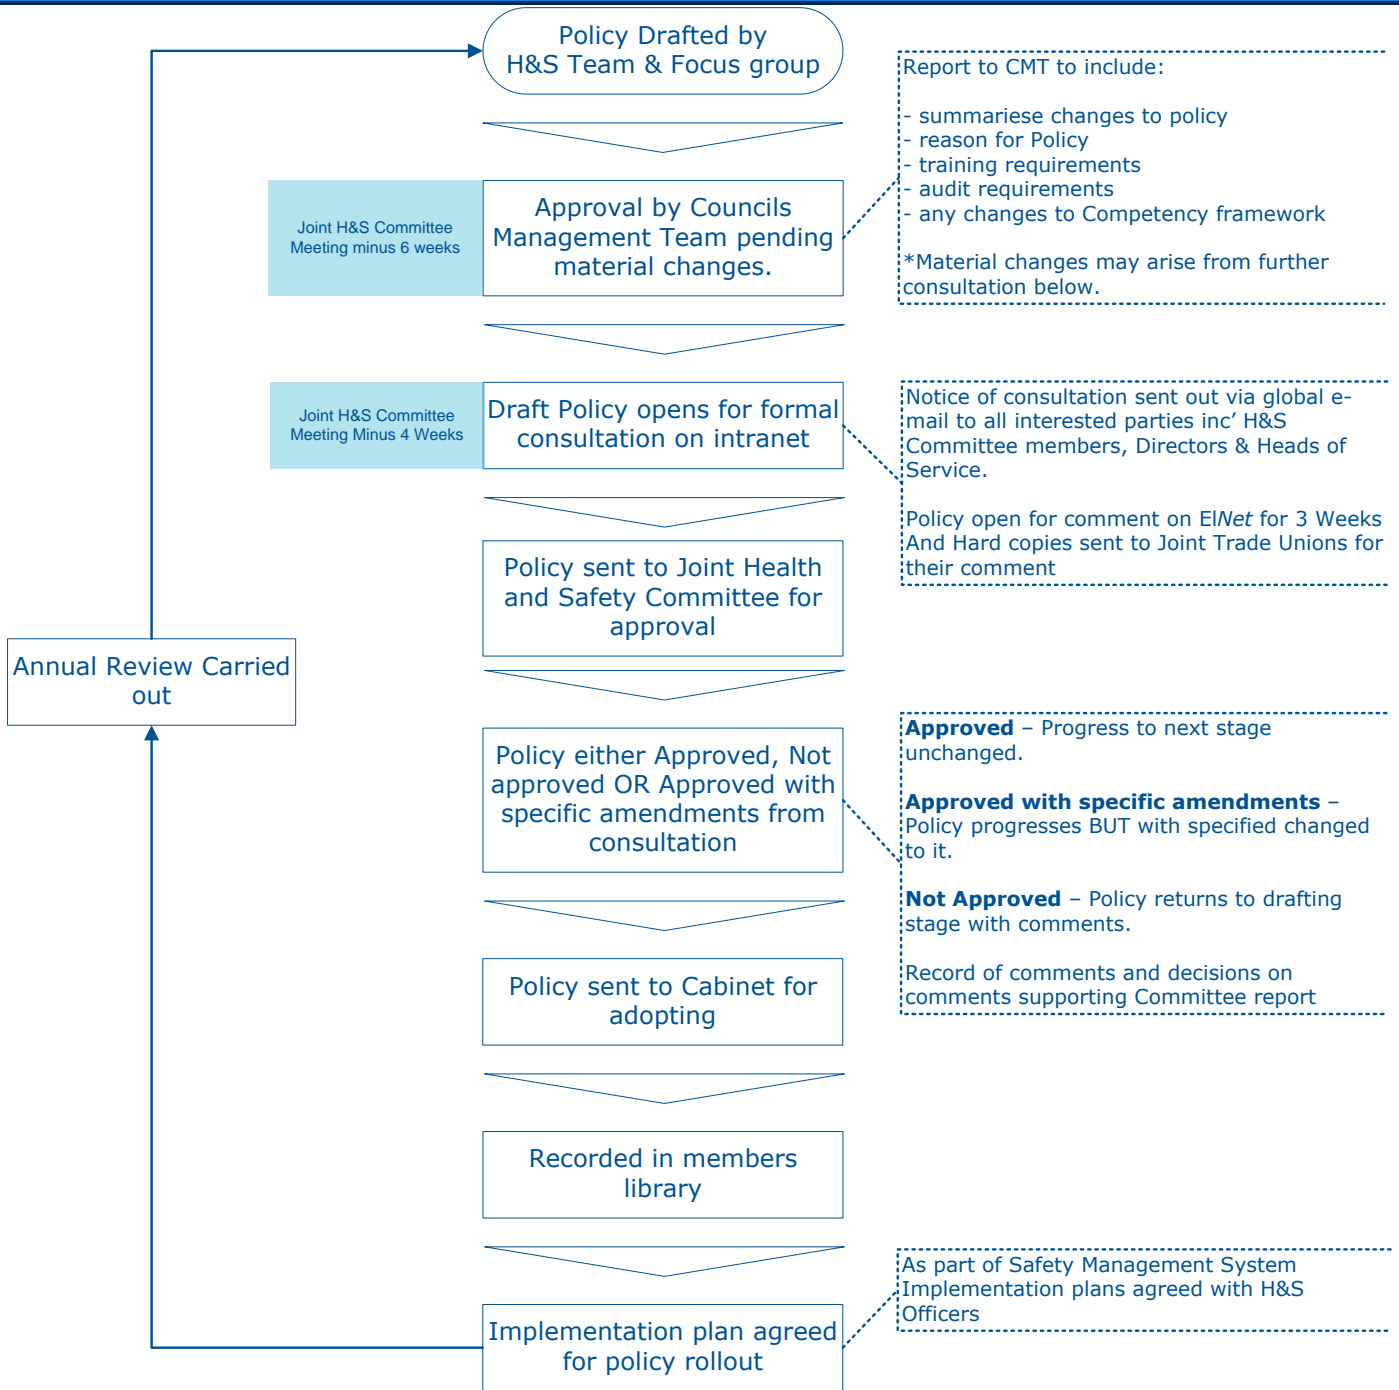 Policy Drafted by
H&S Team & Focus group
Report to CMT to include:
- summariese changes to policy
- reason for Policy
- training requirements
- audit requirements
- any changes to Competency framework
*Material changes may arise from further
consultation below.
Joint H&S Committee
Meeting minus 6 weeks
Approval by Councils
Management Team pending
material changes.
Joint H&S Committee
Meeting Minus 4 Weeks
Draft Policy opens for formal
consultation on intranet
Notice of consultation sent out via global e-
mail to all interested parties inc’ H&S
Committee members, Directors & Heads of
Service.
Policy open for comment on ElNet for 3 Weeks
And Hard copies sent to Joint Trade Unions for
their comment
Policy sent to Joint Health
and Safety Committee for
approval
Annual Review Carried
out
Policy either Approved, Not
approved OR Approved with
specific amendments from
consultation
Approved – Progress to next stage
unchanged.
Approved with specific amendments –
Policy progresses BUT with specified changed
to it.
Not Approved – Policy returns to drafting
stage with comments.
Record of comments and decisions on
comments supporting Committee report
Policy sent to Cabinet for
adopting
Recorded in members
library
As part of Safety Management System
Implementation plans agreed with H&S
Officers
Implementation plan agreed
for policy rollout